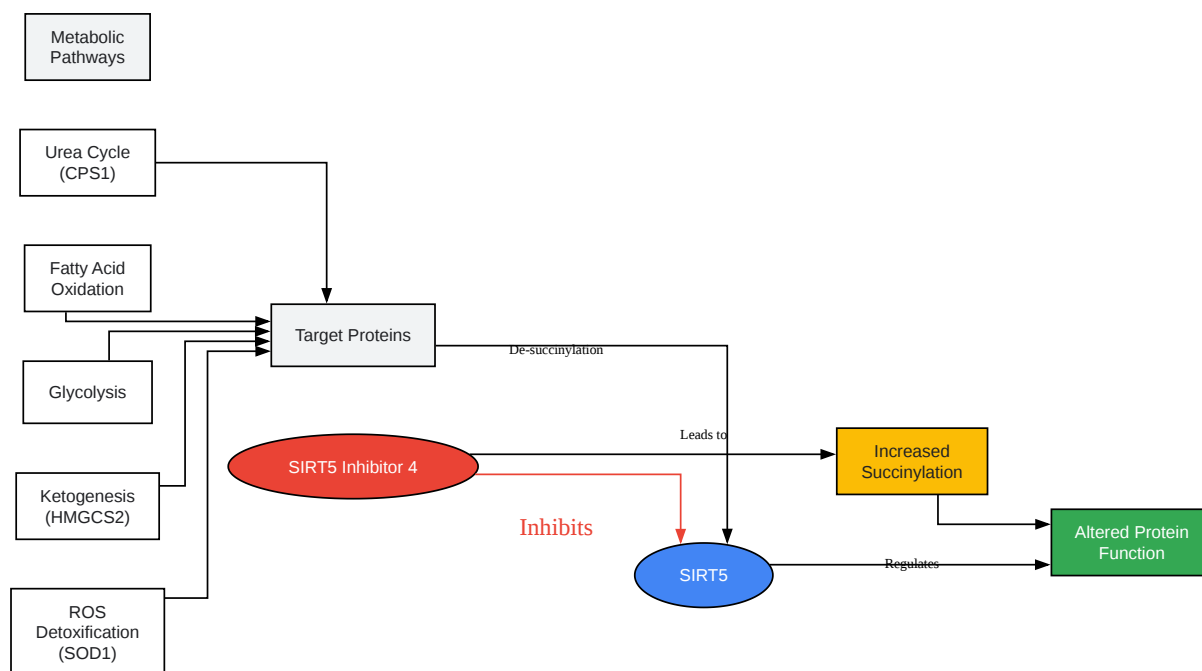 Metabolic
Pathways
Urea Cycle
(CPS1)
Fatty Acid
Oxidation
Target Proteins
De-succinylation
Glycolysis
Leads to
Increased
Succinylation
SIRT5 Inhibitor 4
Ketogenesis
(HMGCS2)
Inhibits
Altered Protein
Function
Regulates
SIRT5
ROS
Detoxification
(SOD1)